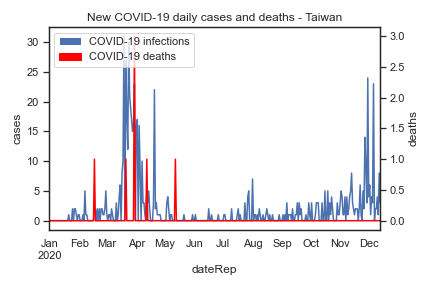 New COVID-19 daily cases and deaths - Taiwan
COVID-19 infections
COVID-19 deaths
cases
30
25
20
15
10
5
0
deaths
3.0
2.5
2.0
1.5
1.0
0.5
0.0
Jan Feb Mar Apr May Jun Jul Aug Sep Oct Nov Dec
2020
dateRep